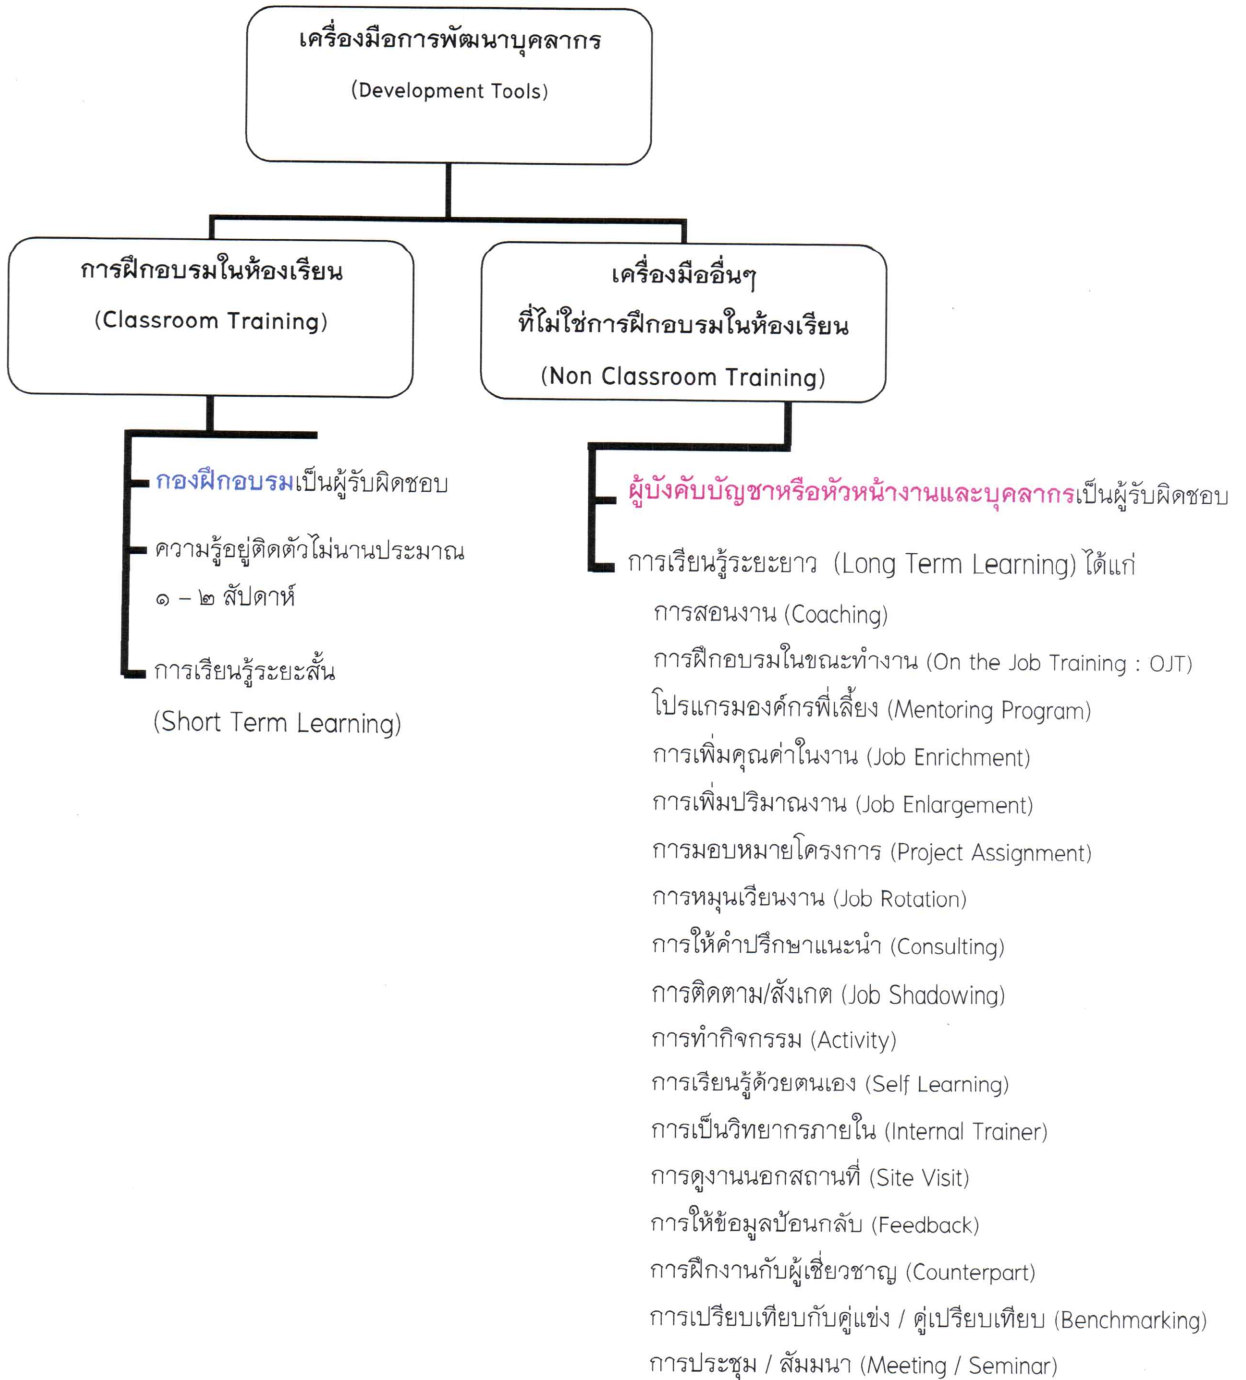 เครื่องมือการพัฒนาบุคลากร
(Development Tools)
การฝึกอบรมในห้องเรียน
(Classroom Training)
เครื่องมืออื่นๆ
ที่ไม่ใช่การฝึกอบรมในห้องเรียน
(Non Classroom Training)
กองฝึกอบรมเป็นผู้รับผิดชอบ
ความรู้อยู่ติดตัวไม่นานประมาณ
๑ – ๒ สัปดาห์
การเรียนรู้ระยะสั้น
(Short Term Learning)
ผู้บังคับบัญชาหรือหัวหน้างานและบุคลากรเป็นผู้รับผิดชอบ
การเรียนรู้ระยะยาว (Long Term Learning) ได้แก่
การสอนงาน (Coaching)
การฝึกอบรมในขณะทำงาน (On the Job Training : OJT)
โปรแกรมองค์กรพี่เลี้ยง (Mentoring Program)
การเพิ่มคุณค่าในงาน (Job Enrichment)
การเพิ่มปริมาณงาน (Job Enlargement)
การมอบหมายโครงการ (Project Assignment)
การหมุนเวียนงาน (Job Rotation)
การให้คำปรึกษาแนะนำ (Consulting)
การติดตาม/สังเกต (Job Shadowing)
การทำกิจกรรม (Activity)
การเรียนรู้ด้วยตนเอง (Self Learning)
การเป็นวิทยากรภายใน (Internal Trainer)
การดูงานนอกสถานที่ (Site Visit)
การให้ข้อมูลป้อนกลับ (Feedback)
การฝึกงานกับผู้เชี่ยวชาญ (Counterpart)
การเปรียบเทียบกับคู่แข่ง / คู่เปรียบเทียบ (Benchmarking)
การประชุม / สัมมนา (Meeting / Seminar)